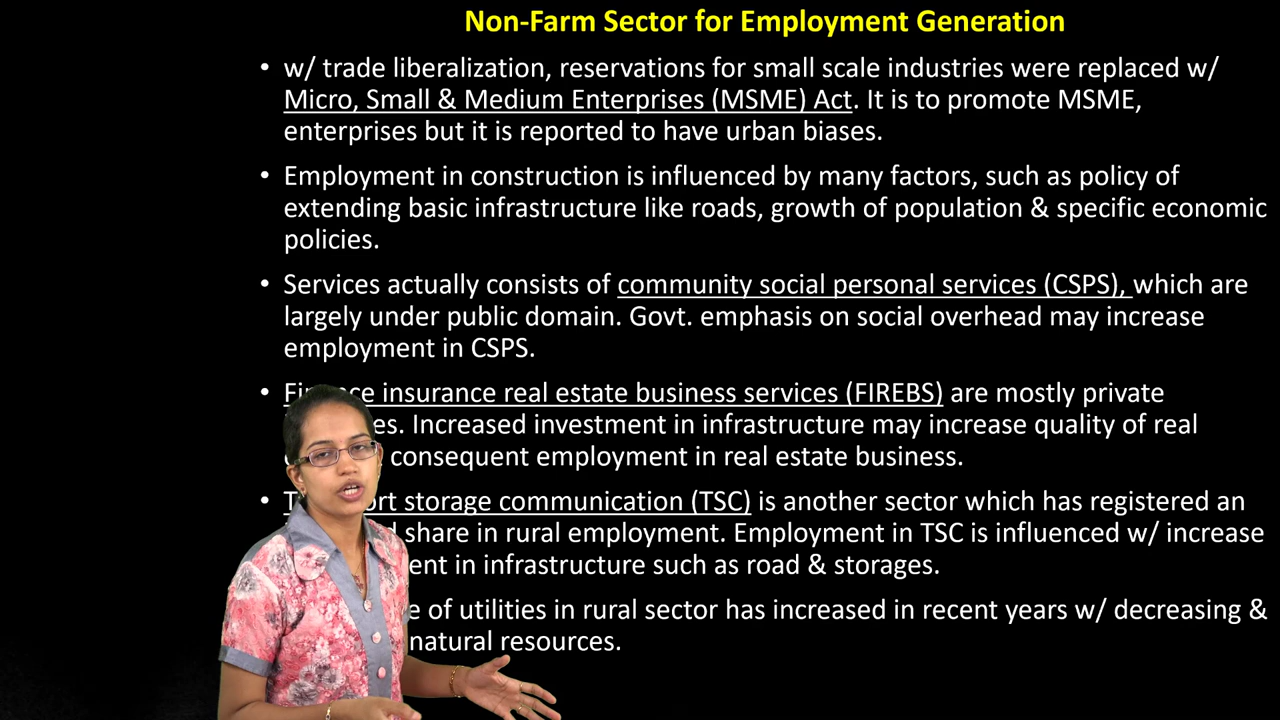 Non-Farm Sector for Employment Generation
• w/ trade liberalization, reservations for small scale industries were replaced w/
Micro, Small & Medium Enterprises (MSME) Act. It is to promote MSME,
enterprises but it is reported to have urban biases.
• Employment in construction is influenced by many factors, such as policy of
extending basic infrastructure like roads, growth of population & specific economic
policies.
• Services actually consists of community social personal services (CSPS), which are
largely under public domain. Govt. emphasis on social overhead may increase
employment in CSPS.
• Finance insurance real estate business services (FIREBS) are mostly private
Increased investment in infrastructure may increase quality of real
consequent employment in real estate business.
• storage communication (TSC) is another sector which has registered an
share in rural employment. Employment in TSC is influenced w/ increase
in infrastructure such as road & storages.
of utilities in rural sector has increased in recent years w/ decreasing &
natural resources.